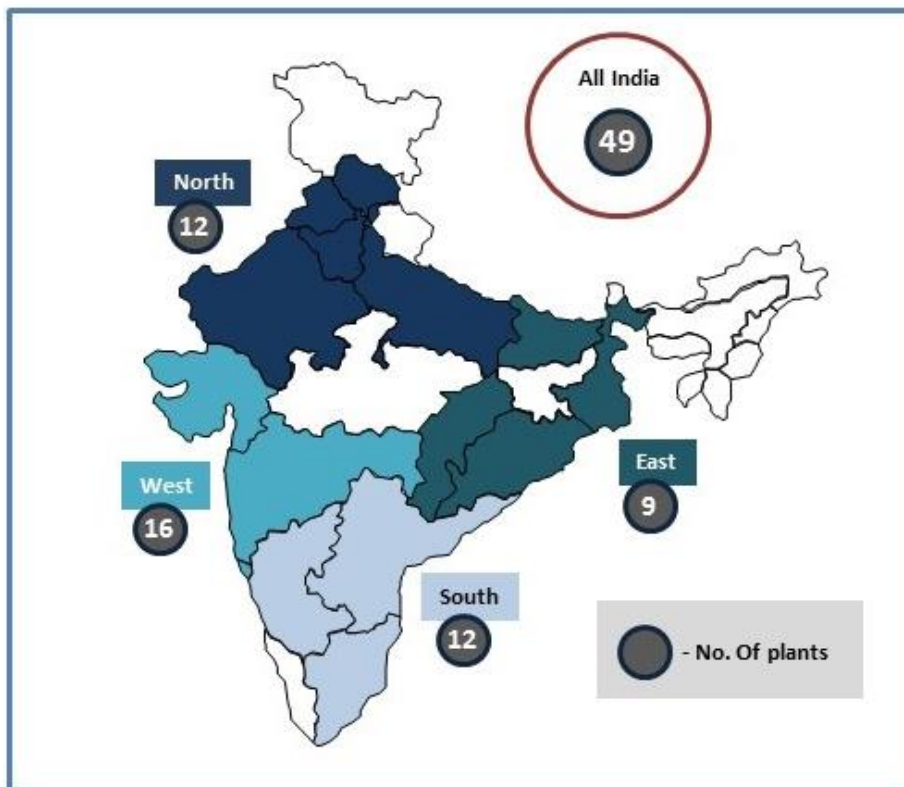 All India
49
North
12
West
16
East
9
South
12
- No. Of plants